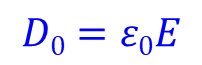 D₀ = ε₀E